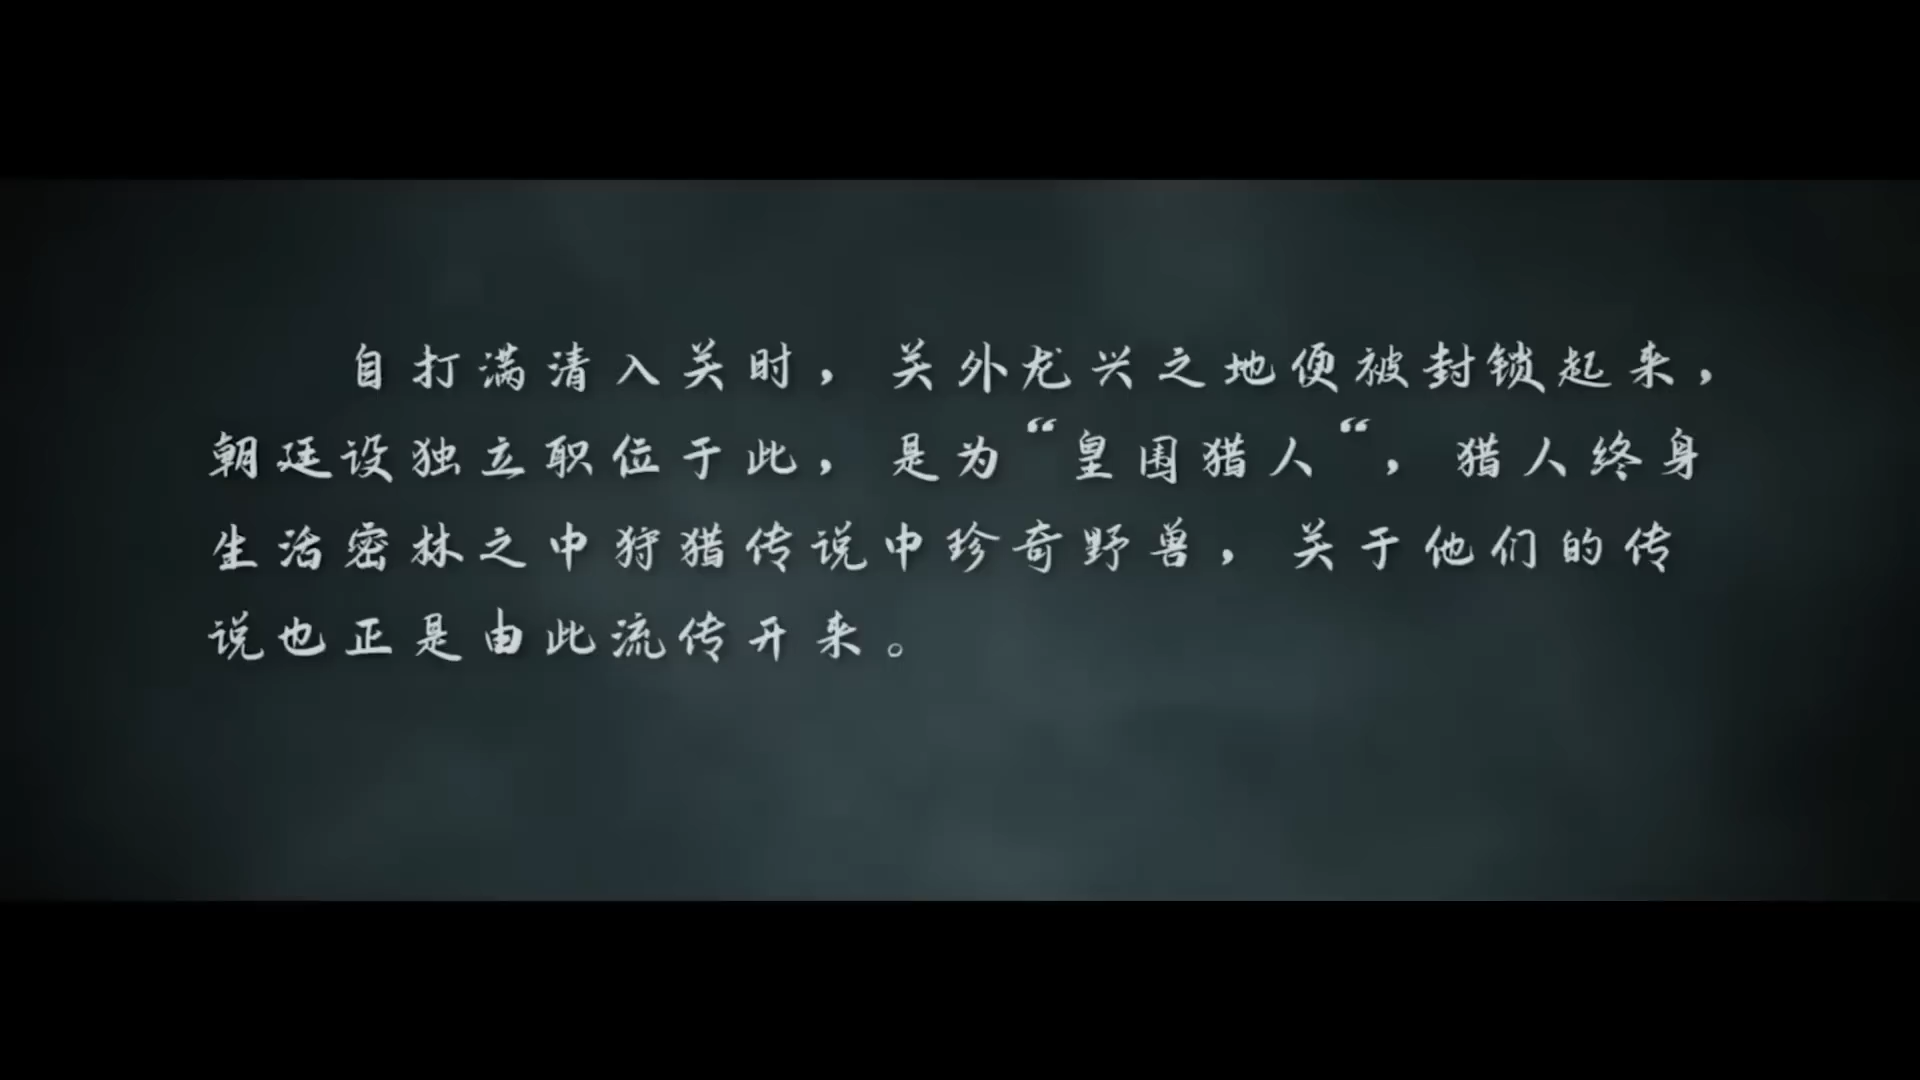 自打满清入关时，关外龙兴之地便被封锁起来，
朝廷设独立职位于此，是为“皇围猎人“，猎人终身
生活密林之中狩猎传说中珍奇野兽，关于他们的传
说也正是由此流传开来。